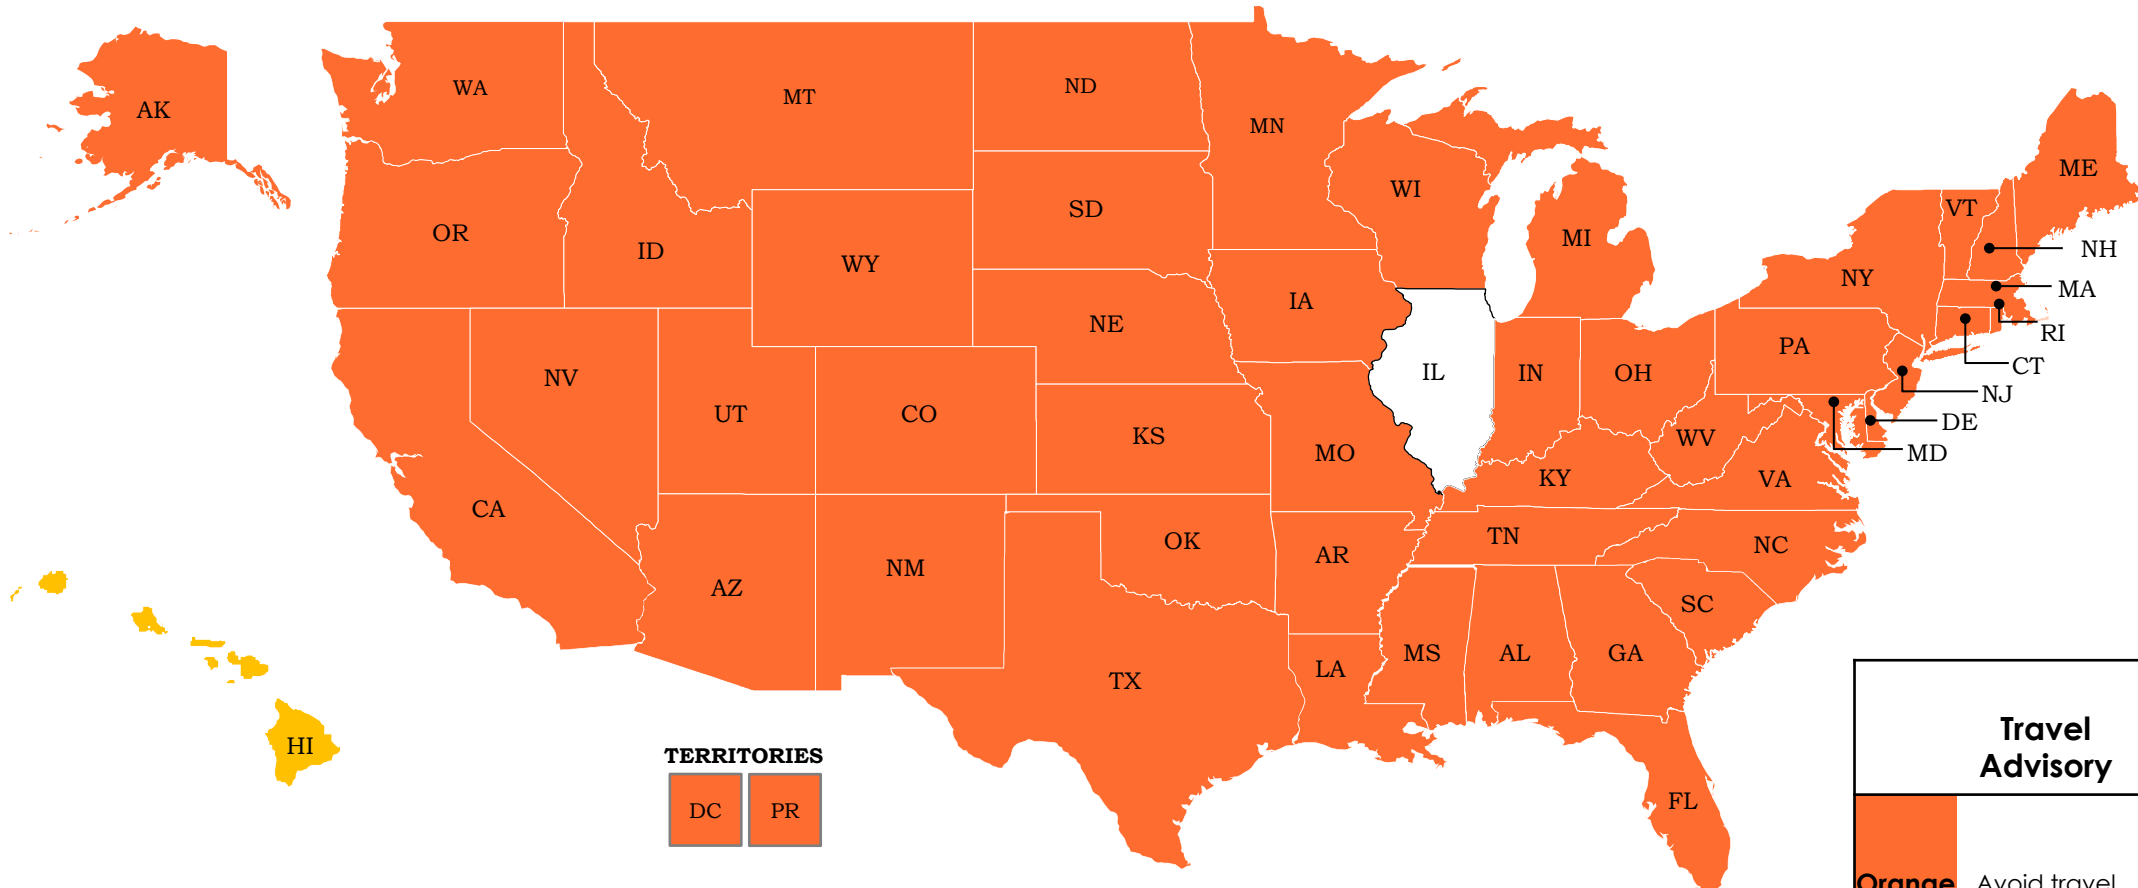 AK
WA
MT
ND
MN
ME
VT
WI
SD
OR
MI
NH
ID
WY
NY
MA
IA
NE
RI
PA
CT
NV
IL
IN
OH
NJ
UT
CO
DE
KS
WV
MO
MD
KY
VA
CA
TN
OK
NC
AR
NM
AZ
SC
MS
AL
GA
LA
TX
HI
FL
TERRITORIES
DC PR
Travel
Advisory
Orange Avoid travel